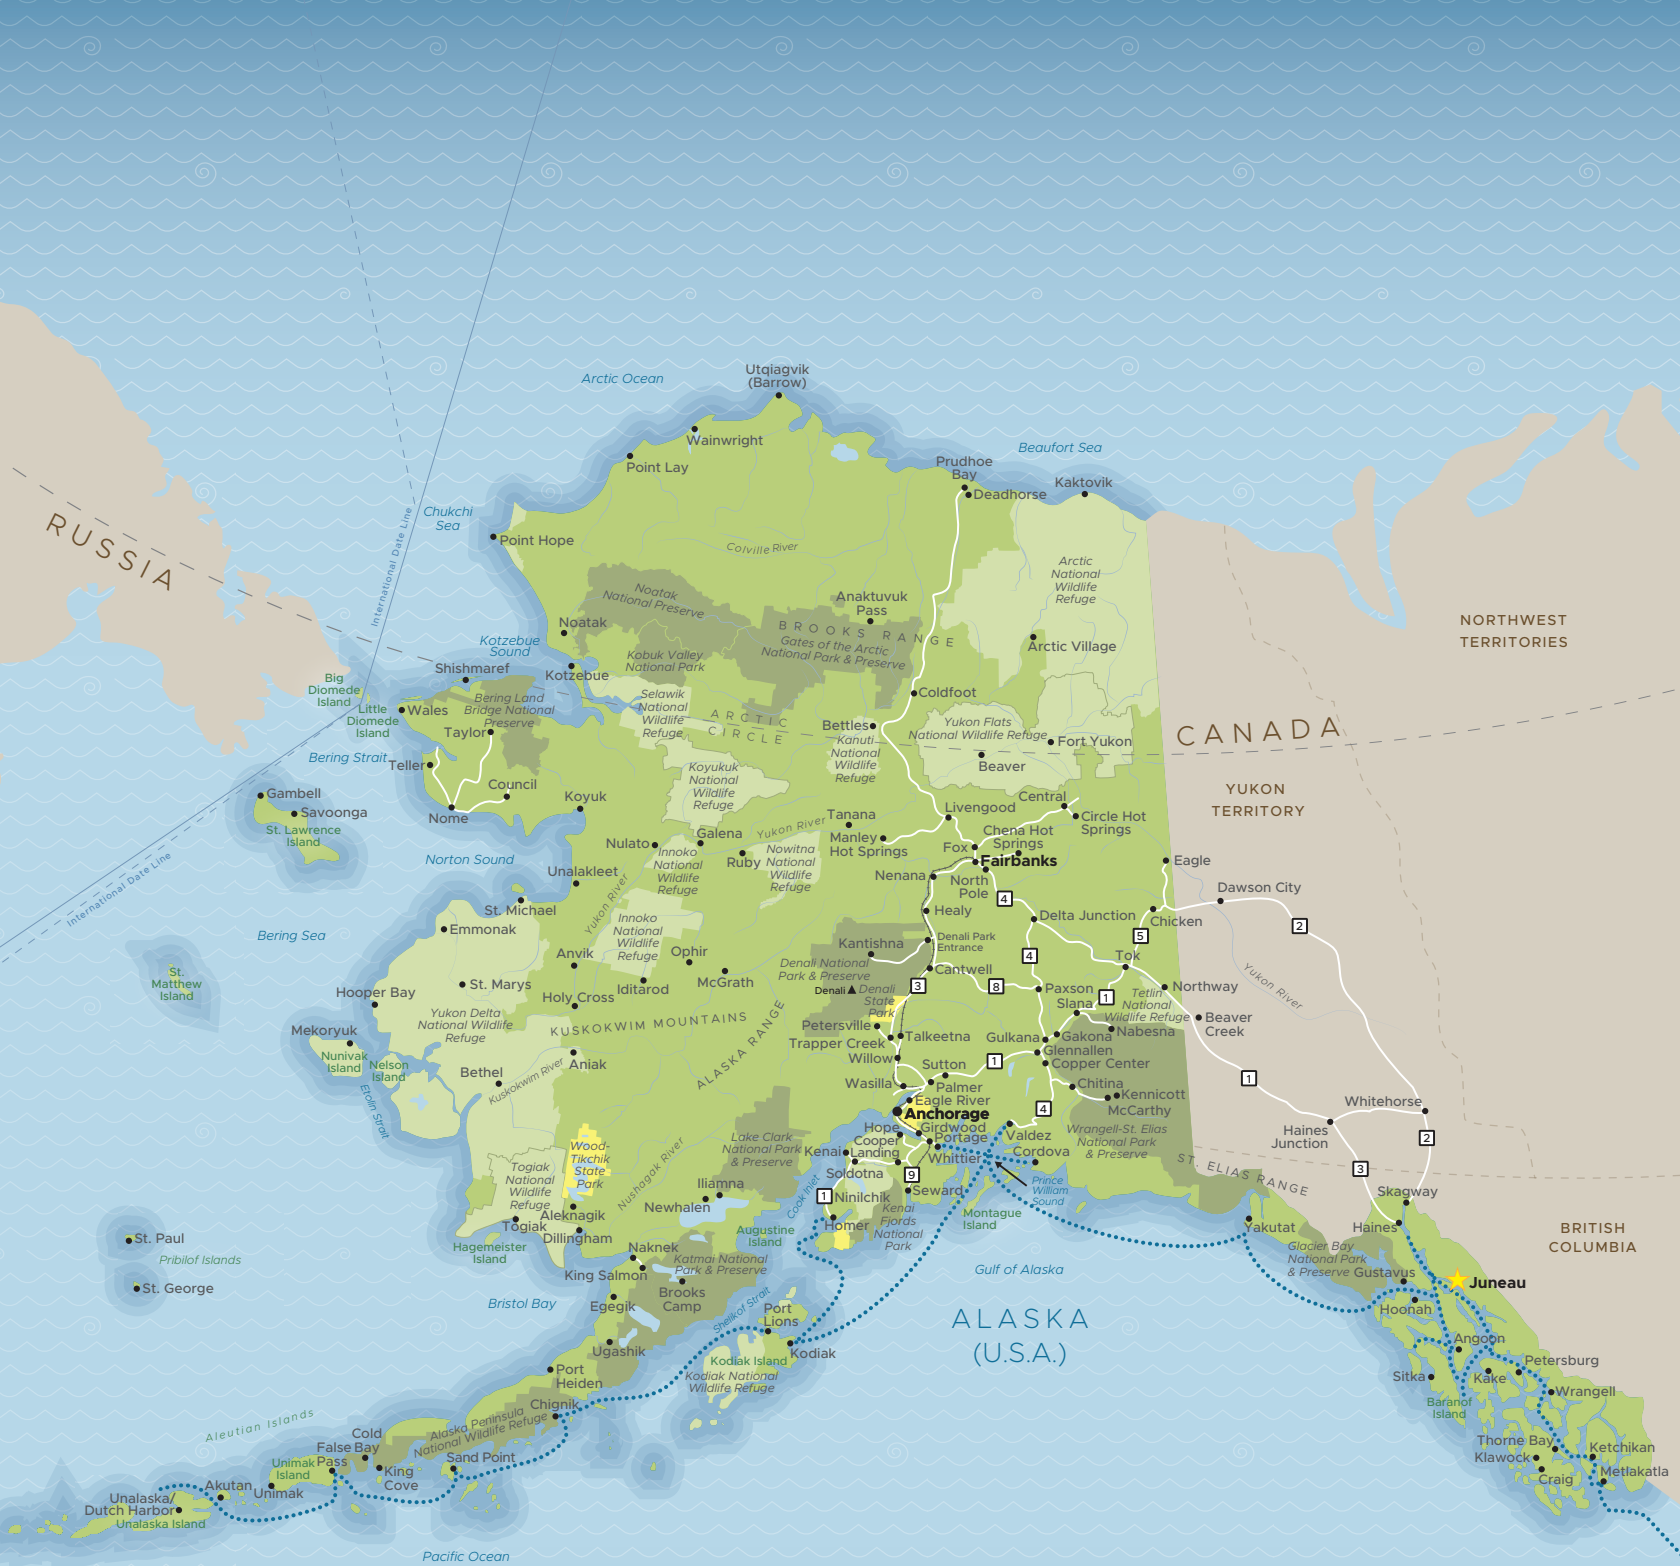 Arctic Ocean
Utqiagvik
(Barrow)
Wainwright
Point Lay
Beaufort Sea
Prudhoe
Bay
Deadhorse
Kaktovik
RUSSIA
International Date Line
Chukchi
Sea
Point Hope
Colville River
Noatak
National Preserve
Anaktuvuk
Pass
Arctic
National
Wildlife
Refuge
BROOKS RANGE
Gates of the Arctic
National Park & Preserve
Noatak
Kobuk Valley
National Park
Arctic Village
NORTHWEST
TERRITORIES
Kotzebue
Sound
Shishmaref
Kotzebue
Big
Diomede
Island
Little
Diomede
Island
Wales
Bering Land
Bridge National
Preserve
Taylor
Selawik
National
Wildlife
Refuge
ARCTIC
CIRCLE
Coldfoot
Bettles
Kanuti
National
Wildlife
Refuge
Yukon Flats
National Wildlife Refuge
Fort Yukon
Beaver
CANADA
Bering Strait
Teller
Council
Nome
Koyuk
Koyukuk
National
Wildlife
Refuge
YUKON
TERRITORY
Gambell
Savoonga
St. Lawrence
Island
International Date Line
Norton Sound
Nulato
Galena
Yukon River
Tanana
Manley
Hot Springs
Livengood
Central
Circle Hot
Springs
Chena Hot
Springs
Fox
Fairbanks
North
Pole
Nenana
Ruby
Nowitna
National
Wildlife
Refuge
Innoko
National
Wildlife
Refuge
Unalakleet
Yukon River
St. Michael
Eagle
Dawson City
2
4
Healy
Delta Junction
Chicken
5
Bering Sea
Emmonak
Innoko
National
Wildlife
Refuge
Anvik
Ophir
McGrath
Iditarod
Holy Cross
St. Marys
Kantishna
Denali Park
Entrance
Denali National
Park & Preserve
Cantwell
Denali
Denali
State
Park
3
8
4
Tok
Paxson
Slana
1
Tetlin
National
Wildlife Refuge
Northway
Yukon River
Beaver
Creek
Nabesna
St.
Matthew
Island
Hooper Bay
Yukon Delta
National Wildlife
Refuge
KUSKOKWIM MOUNTAINS
ALASKA RANGE
Petersville
Trapper Creek
Talkeetna
Gulkana
Gakona
Glennallen
Copper Center
Mekoryuk
Nunivak
Island
Nelson
Island
Etolin Strait
Bethel
Kuskokwim River
Aniak
Willow
Sutton
1
Wasilla
Palmer
Eagle River
Anchorage
Chitina
Kennicott
McCarthy
4
1
Whitehorse
Haines
Junction
2
3
Wood-
Tikchik
State
Park
Togiak
National
Wildlife
Refuge
Nushagak River
Lake Clark
National Park
& Preserve
Hope
Cooper
Landing
Girdwood
Portage
Whittier
Kenai
Soldotna
Valdez
Cordova
Wrangell-St. Elias
National Park
& Preserve
ST. ELIAS RANGE
Prince
William
Sound
9
Seward
Cook Inlet
1
Ninilchik
Homer
Kenai
Fjords
National
Park
Montague
Island
Iliamna
Newhalen
Augustine
Island
Aleknagik
Togiak
Dillingham
Hagemeister
Island
Naknek
King Salmon
Katmai National
Park & Preserve
Brooks
Camp
Skagway
Haines
Yakutat
BRITISH
COLUMBIA
Glacier Bay
National Park
& Preserve
Gustavus
Juneau
St. Paul
Pribilof Islands
St. George
Bristol Bay
Egegik
Shelikof Strait
Port
Lions
Gulf of Alaska
ALASKA
(U.S.A.)
Hoonah
Angoon
Ugashik
Kodiak
Kodiak Island
Kodiak National
Wildlife Refuge
Port
Heiden
Chignik
Sitka
Kake
Petersburg
Baranof
Island
Wrangell
Aleutian Islands
Alaska Peninsula
National Wildlife Refuge
Cold
Bay
False
Pass
Unimak
Island
King
Cove
Sand Point
Thorne Bay
Klawock
Craig
Ketchikan
Metlakatla
Akutan
Unimak
Unalaska/
Dutch Harbor
Unalaska Island
Pacific Ocean